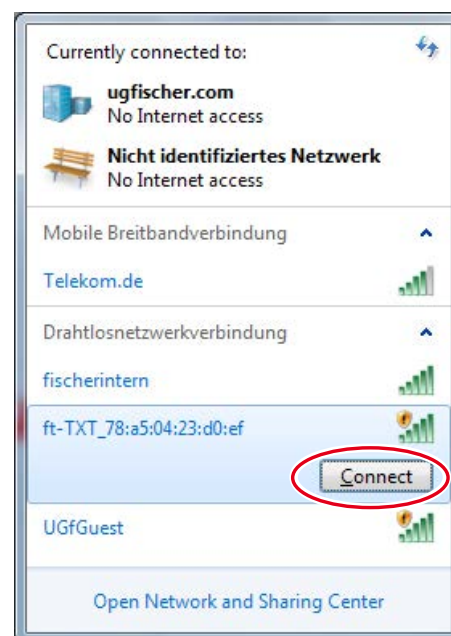 Currently connected to:
ugfischer.com
No Internet access
Nicht identifiziertes Netzwerk
No Internet access
Mobile Breitbandverbindung
Telekom.de
Drahtlosnetzwerkverbindung
fischerintern
ft-TXT_78:a5:04:23:d0:ef
Connect
UGfGuest
Open Network and Sharing Center